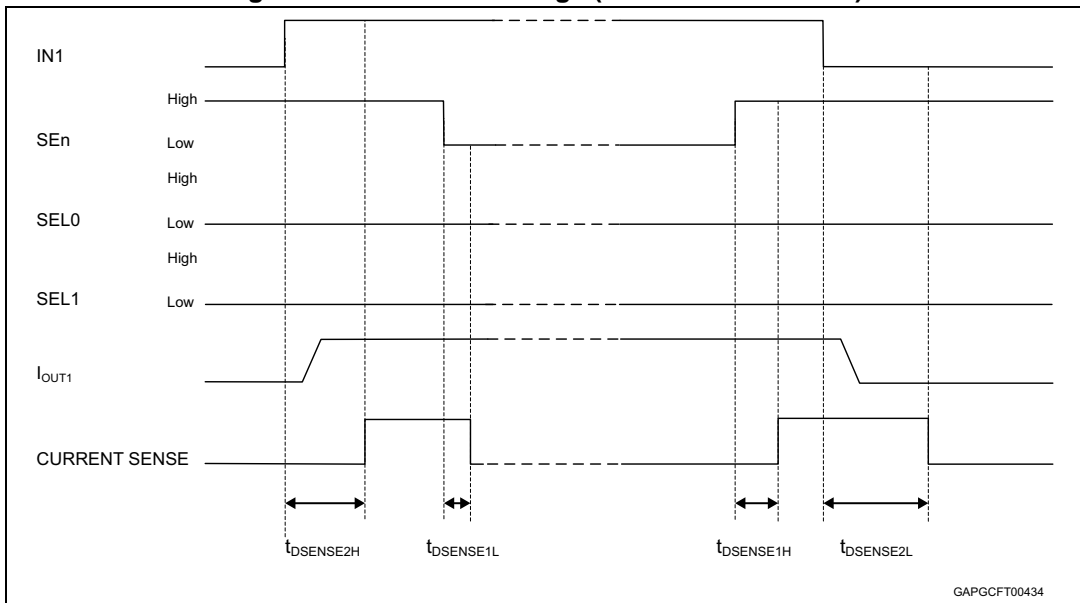 IN1
High
SEn
Low
High
SEL0
Low
High
SEL1
Low
IOUT1
CURRENT SENSE
tDSENSE2H
tDSENSE1L
tDSENSE1H
tDSENSE2L
GAPGCFT00434